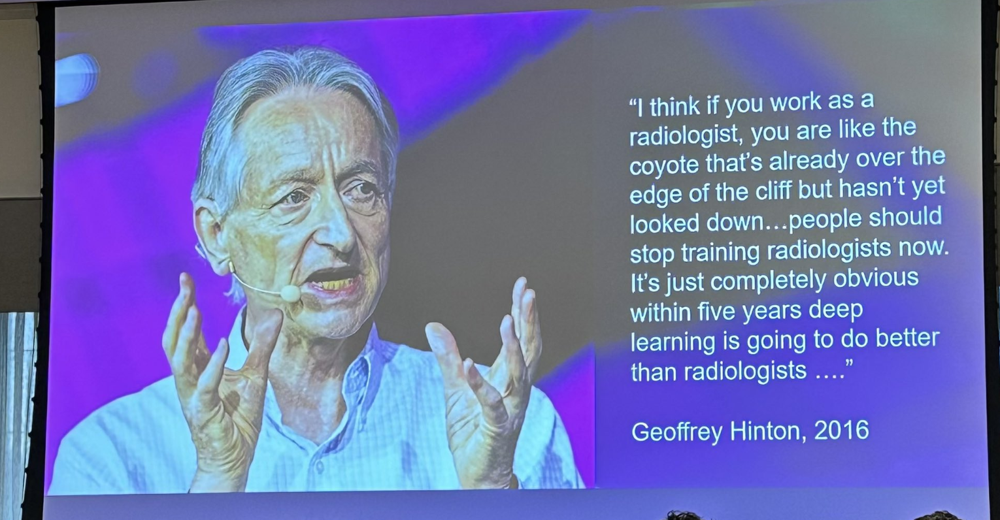 “I think if you work as a
radiologist, you are like the
coyote that’s already over the
edge of the cliff but hasn’t yet
looked down…people should
stop training radiologists now.
It’s just completely obvious
within five years deep
learning is going to do better
than radiologists ….”
Geoffrey Hinton, 2016